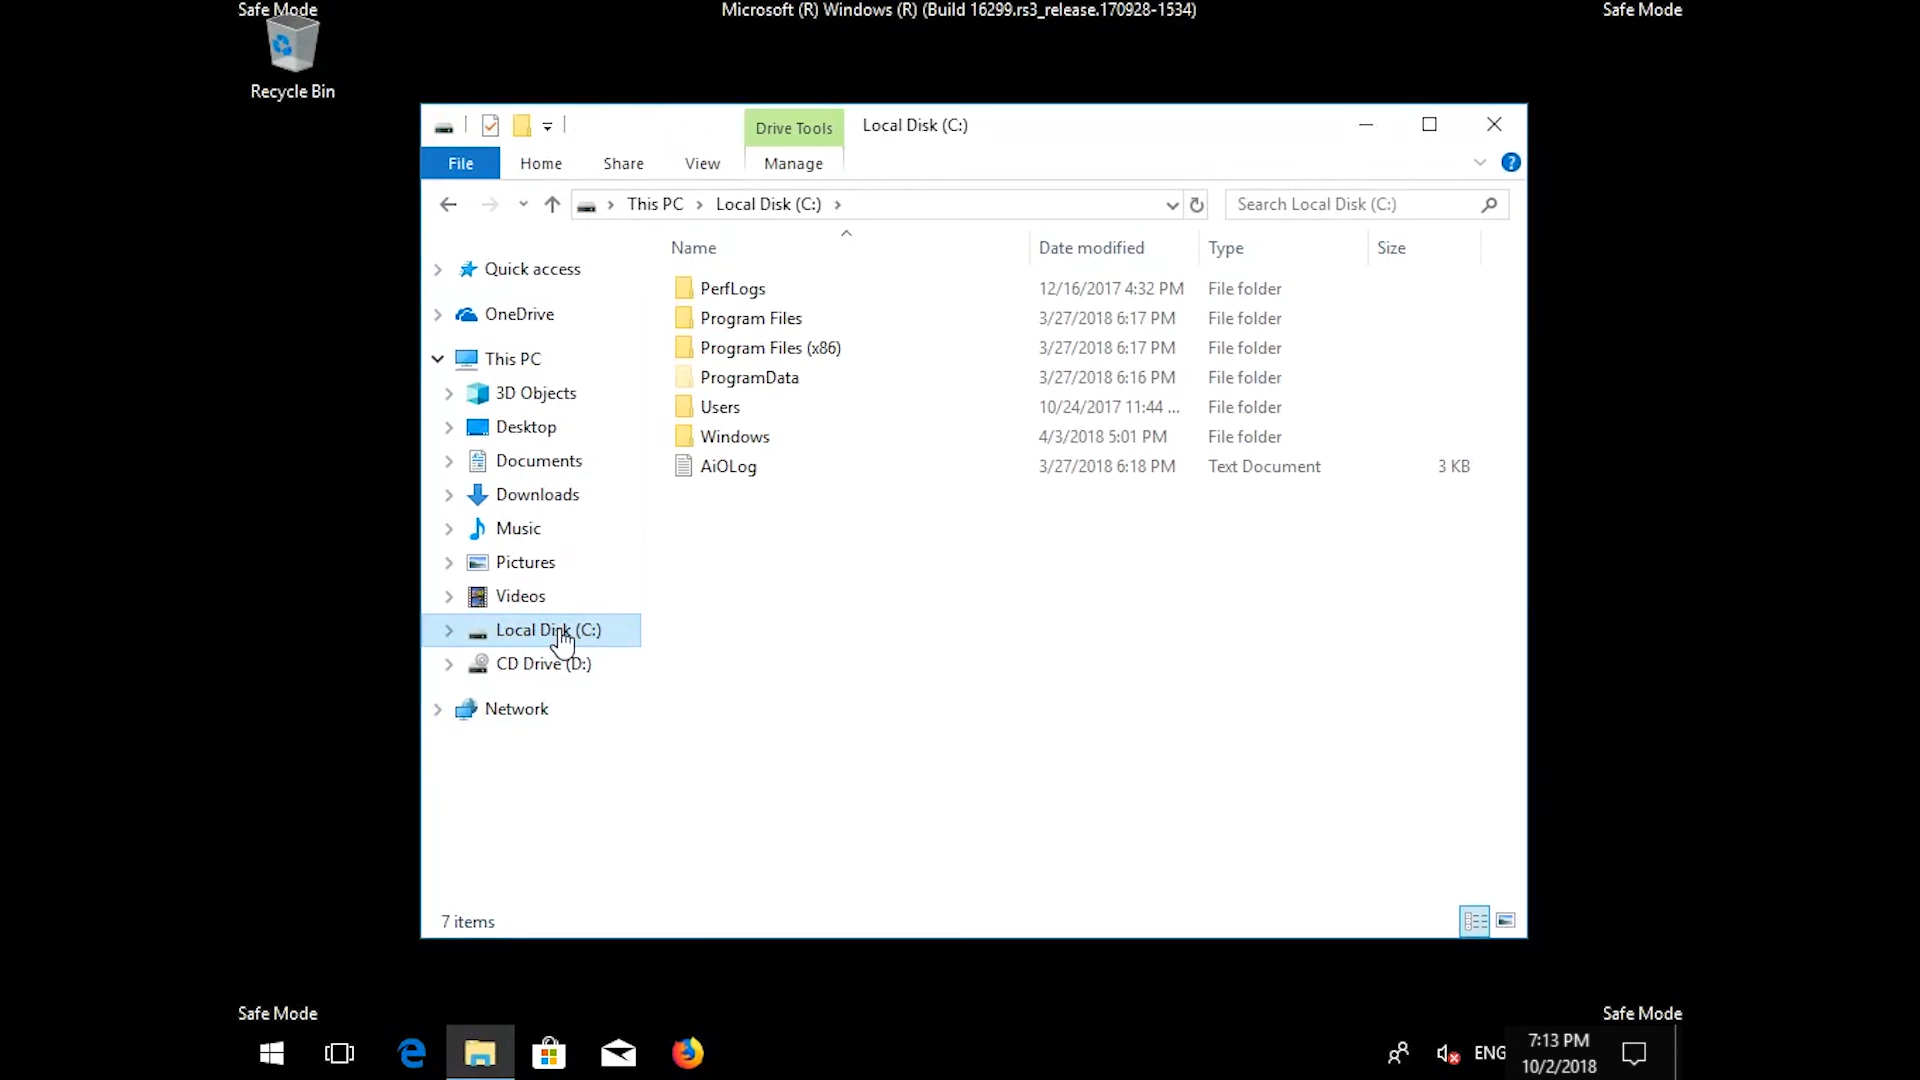 Safe Mode
Microsoft (R) Windows (R) (Build 16299.rs3_release.170928-1534)
Safe Mode
Recycle Bin
Drive Tools
Local Disk (C:)
File
Home
Share
View
Manage
?
This PC
Local Disk (C:)
Search Local Disk (C:)
Name
Date modified
Type
Size
Quick access
OneDrive
This PC
3D Objects
Desktop
Documents
Downloads
Music
Pictures
Videos
Local Disk (C:)
CD Drive (D:)
Network
PerfLogs 12/16/2017 4:32 PM File folder
Program Files 3/27/2018 6:17 PM File folder
Program Files (x86) 3/27/2018 6:17 PM File folder
ProgramData 3/27/2018 6:16 PM File folder
Users 10/24/2017 11:44 ... File folder
Windows 4/3/2018 5:01 PM File folder
AiOLog 3/27/2018 6:18 PM Text Document 3 KB
7 items
Safe Mode
Safe Mode
ENG
7:13 PM
10/2/2018